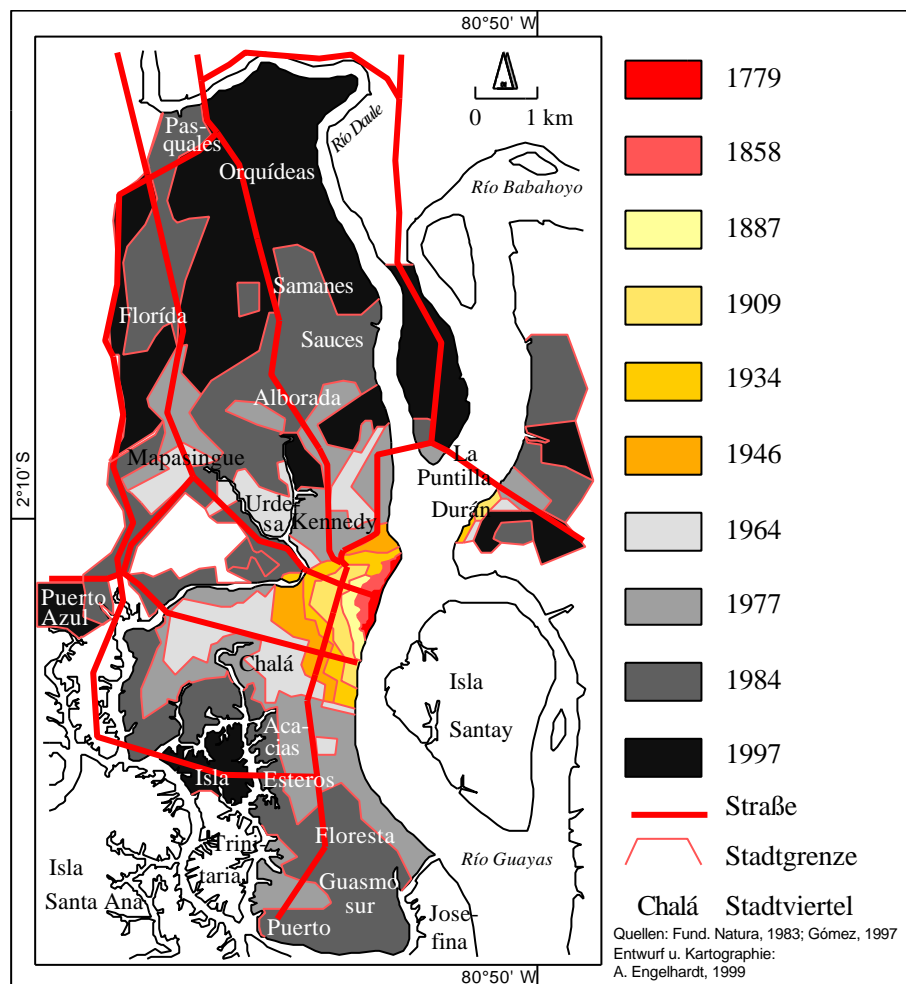 80°50' W
Pas-
quales
Río Daule
0 1 km
Orquídeas
Río Babahoyo
Samanes
Florída
Sauces
Alborada
Mapasingue
La
Puntilla
2°10' S
Urde-
sa
Kennedy
Durán
Puerto
Azul
Chalá
Isla
Santay
Aca-
cias
Isla
Esteros
Trini
taria
Floresta
Isla
Santa Ana
Río Guayas
Guasmo
sur
Puerto
Jose-
fina
80°50' W
1779
1858
1887
1909
1934
1946
1964
1977
1984
1997
Straße
Stadtgrenze
Chalá Stadtviertel
Quellen: Fund. Natura, 1983; Gómez, 1997
Entwurf u. Kartographie:
A. Engelhardt, 1999